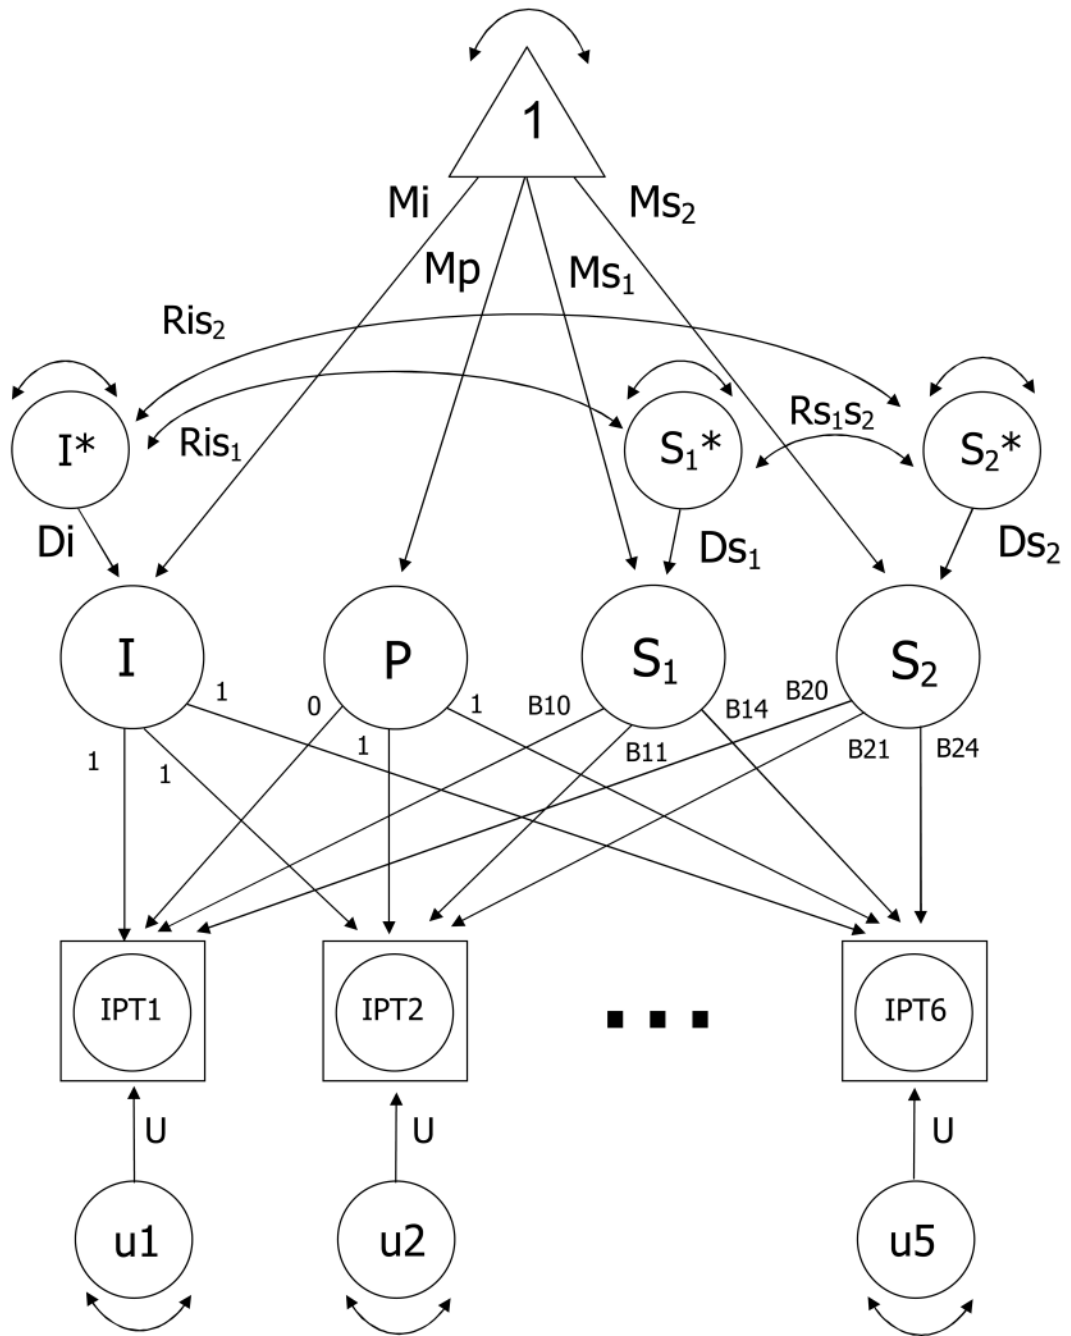 1
Mi
Ms₂
Mp
Ms₁
Ris₂
Ris₁
Rs₁s₂
I*
S₁*
S₂*
Di
Ds₁
Ds₂
I
P
S₁
S₂
1
0
1
B10
B14
B20
1
1
1
B11
B21
B24
IPT1
IPT2
IPT6
U
U
U
u1
u2
u5